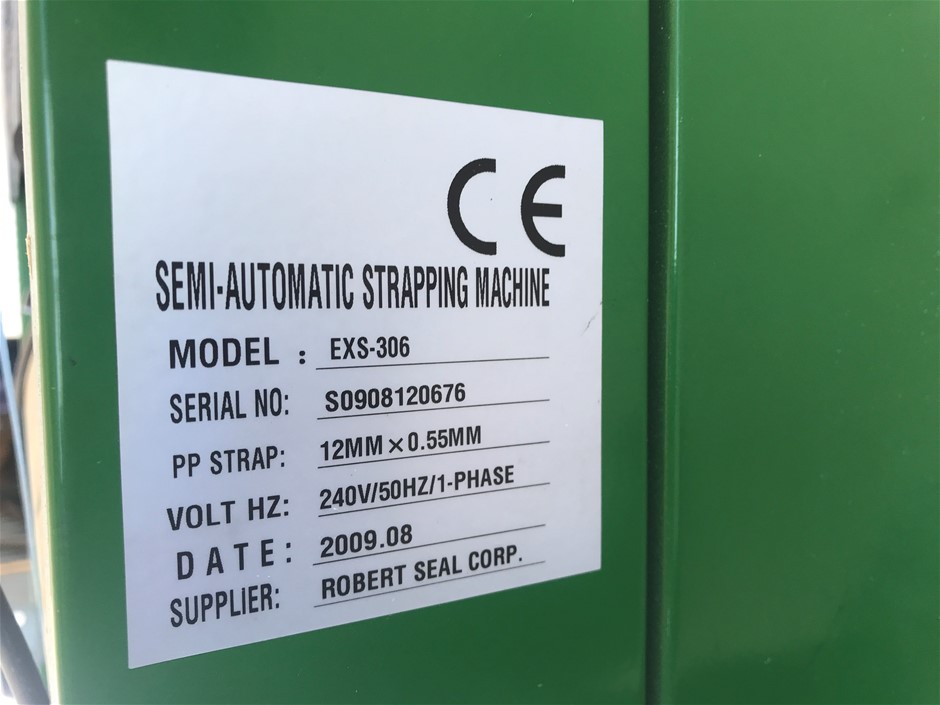 CE
SEMI-AUTOMATIC STRAPPING MACHINE
MODEL : EXS-306
SERIAL NO: S0908120676
PP STRAP: 12MM×0.55MM
VOLT HZ: 240V/50HZ/1-PHASE
DATE: 2009.08
SUPPLIER: ROBERT SEAL CORP.